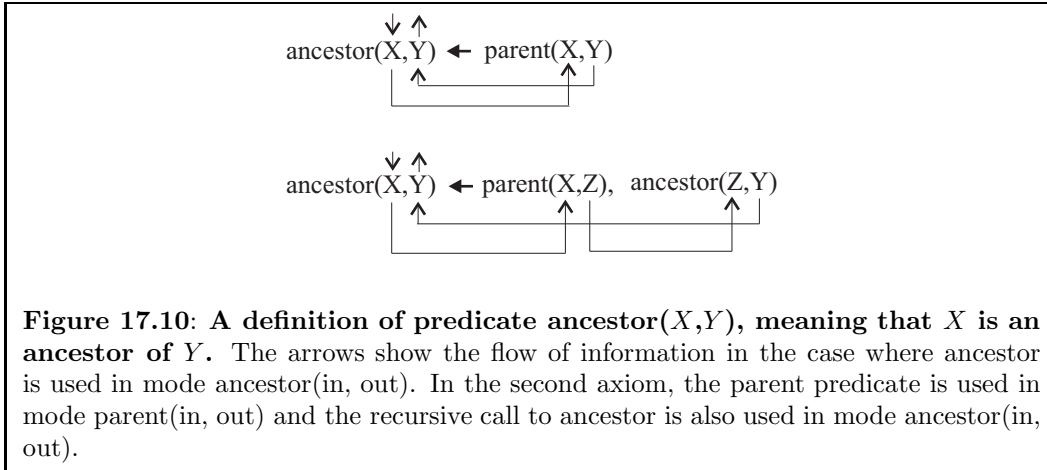 ancestor(X,Y) ← parent(X,Y)
ancestor(X,Y) ← parent(X,Z), ancestor(Z,Y)
Figure 17.10: A definition of predicate ancestor(X,Y), meaning that X is an
ancestor of Y. The arrows show the flow of information in the case where ancestor
is used in mode ancestor(in, out). In the second axiom, the parent predicate is used in
mode parent(in, out) and the recursive call to ancestor is also used in mode ancestor(in,
out).